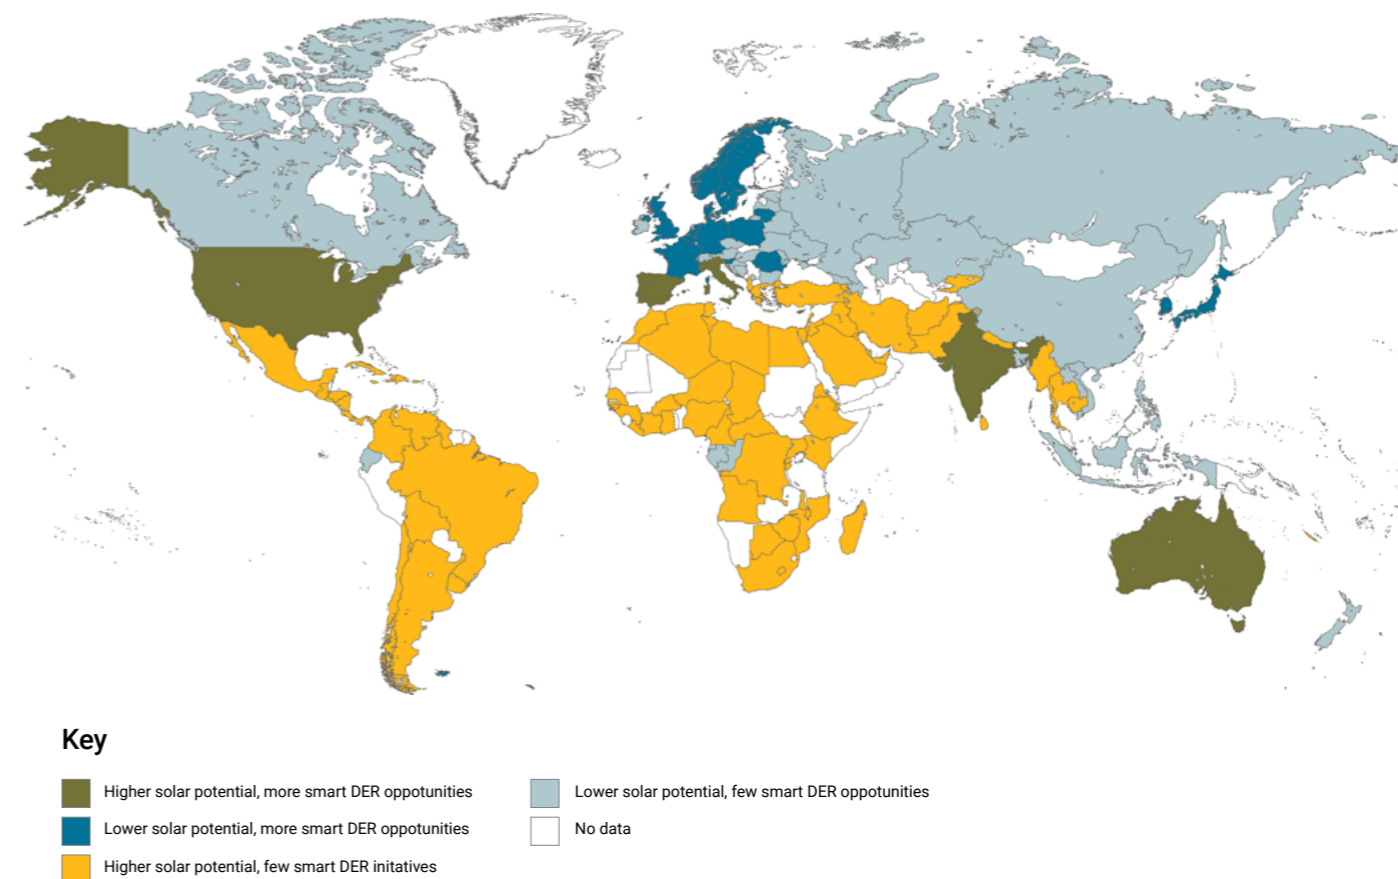 Key
Higher solar potential, more smart DER oppotunities
Lower solar potential, more smart DER oppotunities
Higher solar potential, few smart DER initatives
Lower solar potential, few smart DER oppotunities
No data